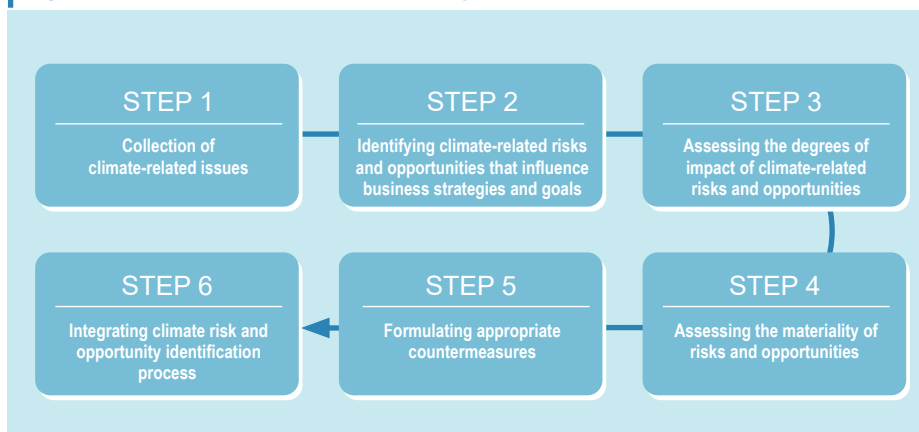 STEP 1
Collection of
climate-related issues
STEP 2
Identifying climate-related risks
and opportunities that influence
business strategies and goals
STEP 3
Assessing the degrees of
impact of climate-related
risks and opportunities
STEP 4
Assessing the materiality of
risks and opportunities
STEP 5
Formulating appropriate
countermeasures
STEP 6
Integrating climate risk and
opportunity identification
process